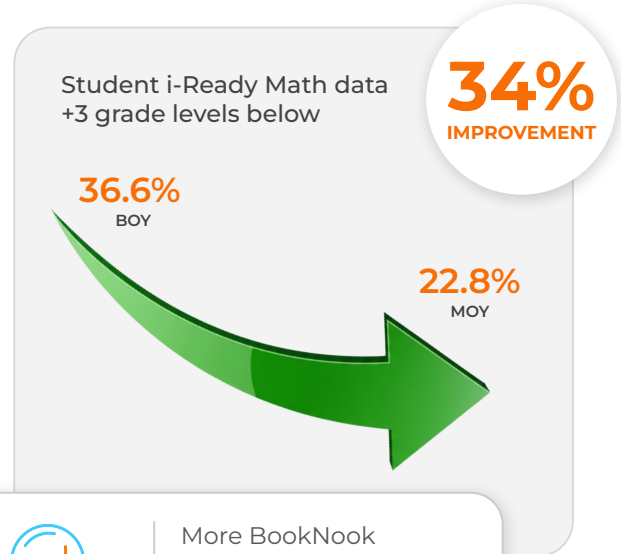 34%
IMPROVEMENT
Student i-Ready Math data
+3 grade levels below
36.6%
BOY
22.8%
MOY
More BookNook